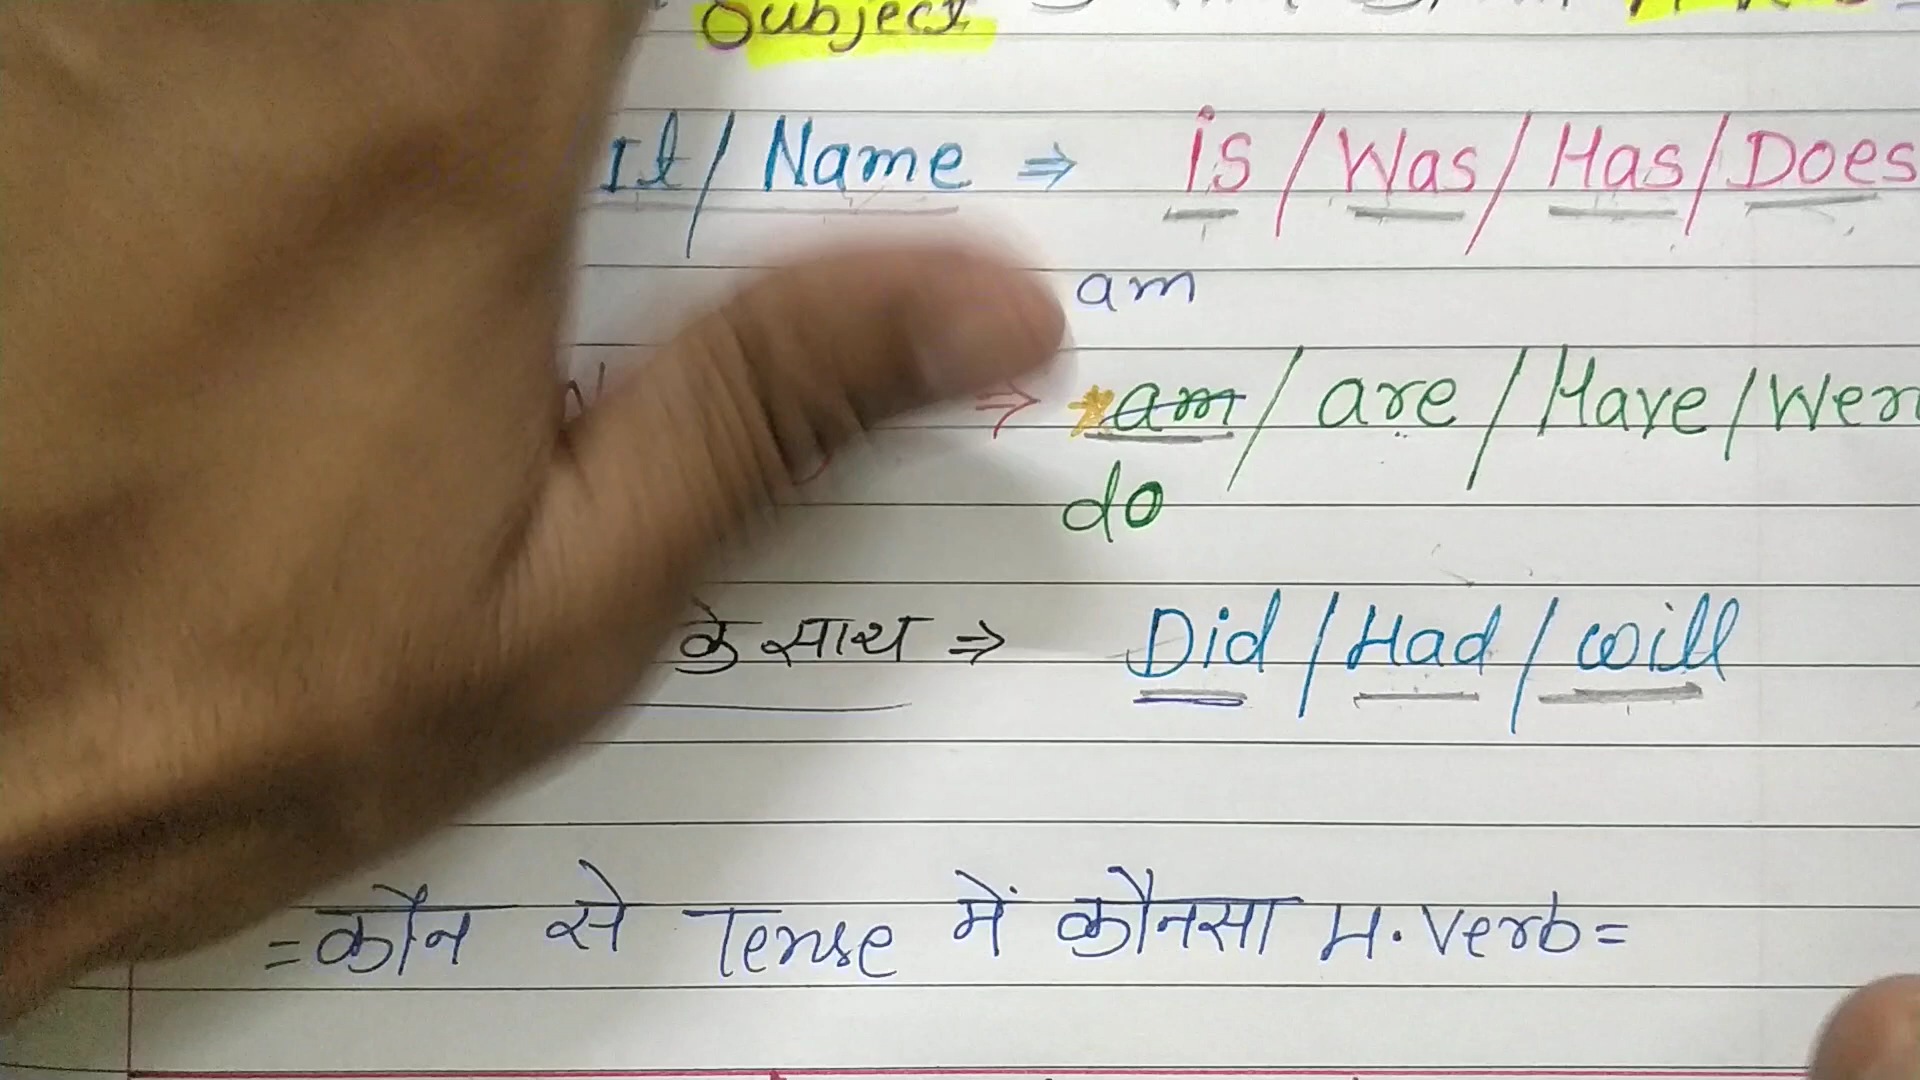 Subject
It / Name ⇒ is / Was / Has / Does
am
⇒ am / are / Have / Wer
do
के साथ ⇒ Did / Had / will
= कौन से Tense में कौनसा H. Verb =